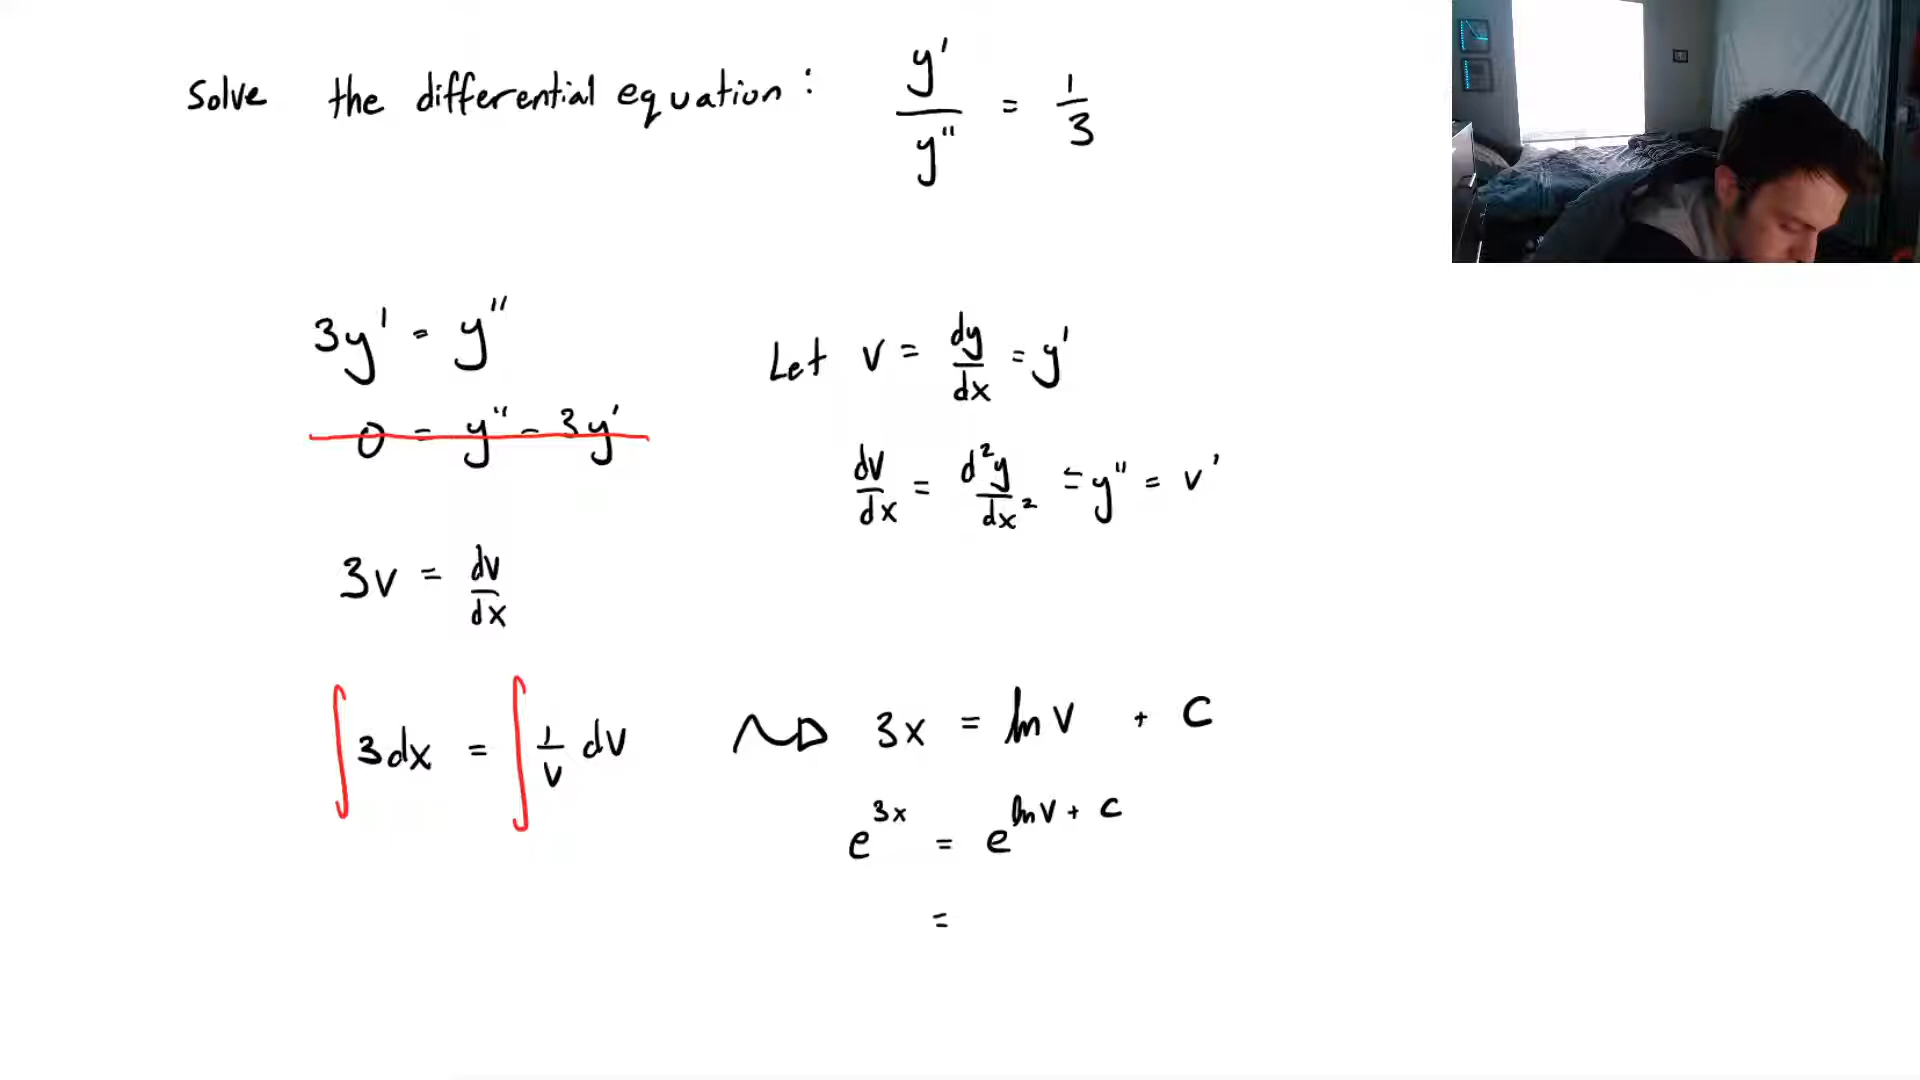 Solve the differential equation: y'/y'' = 1/3
3y' = y''
0 = y'' - 3y'
Let v = dy/dx = y'
dv/dx = d²y/dx² = y'' = v'
3v = dv/dx
∫3dx = ∫1/v dv
3x = ln v + c
e^3x = e^ln v + c
=